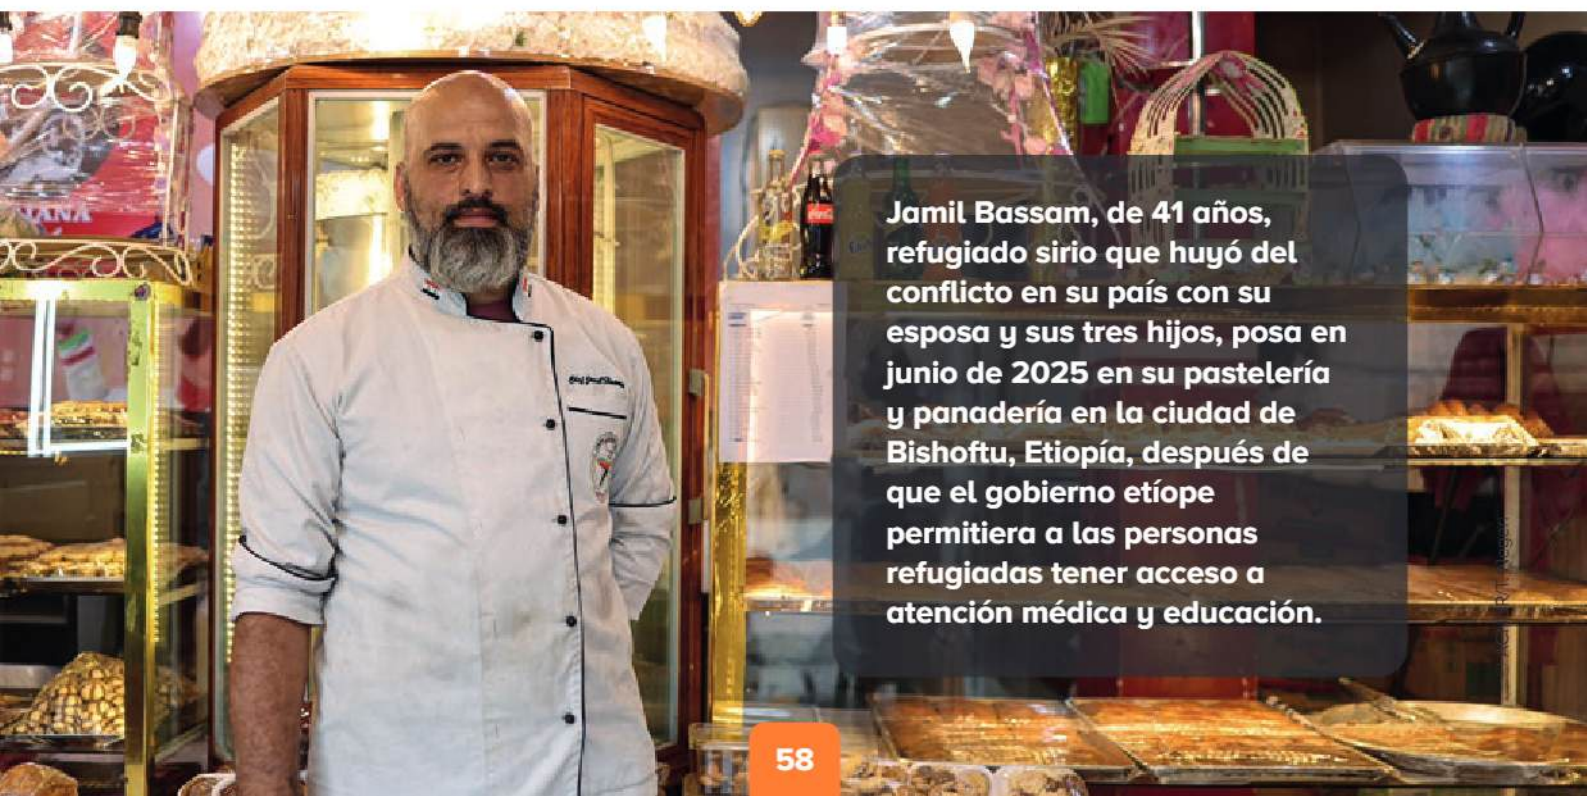 Jamil Bassam, de 41 años,
refugiado sirio que huyó del
conflicto en su país con su
esposa y sus tres hijos, posa en
junio de 2025 en su pastelería
y panadería en la ciudad de
Bishoftu, Etiopía, después de
que el gobierno etíope
permitiera a las personas
refugiadas tener acceso a
atención médica y educación.
58